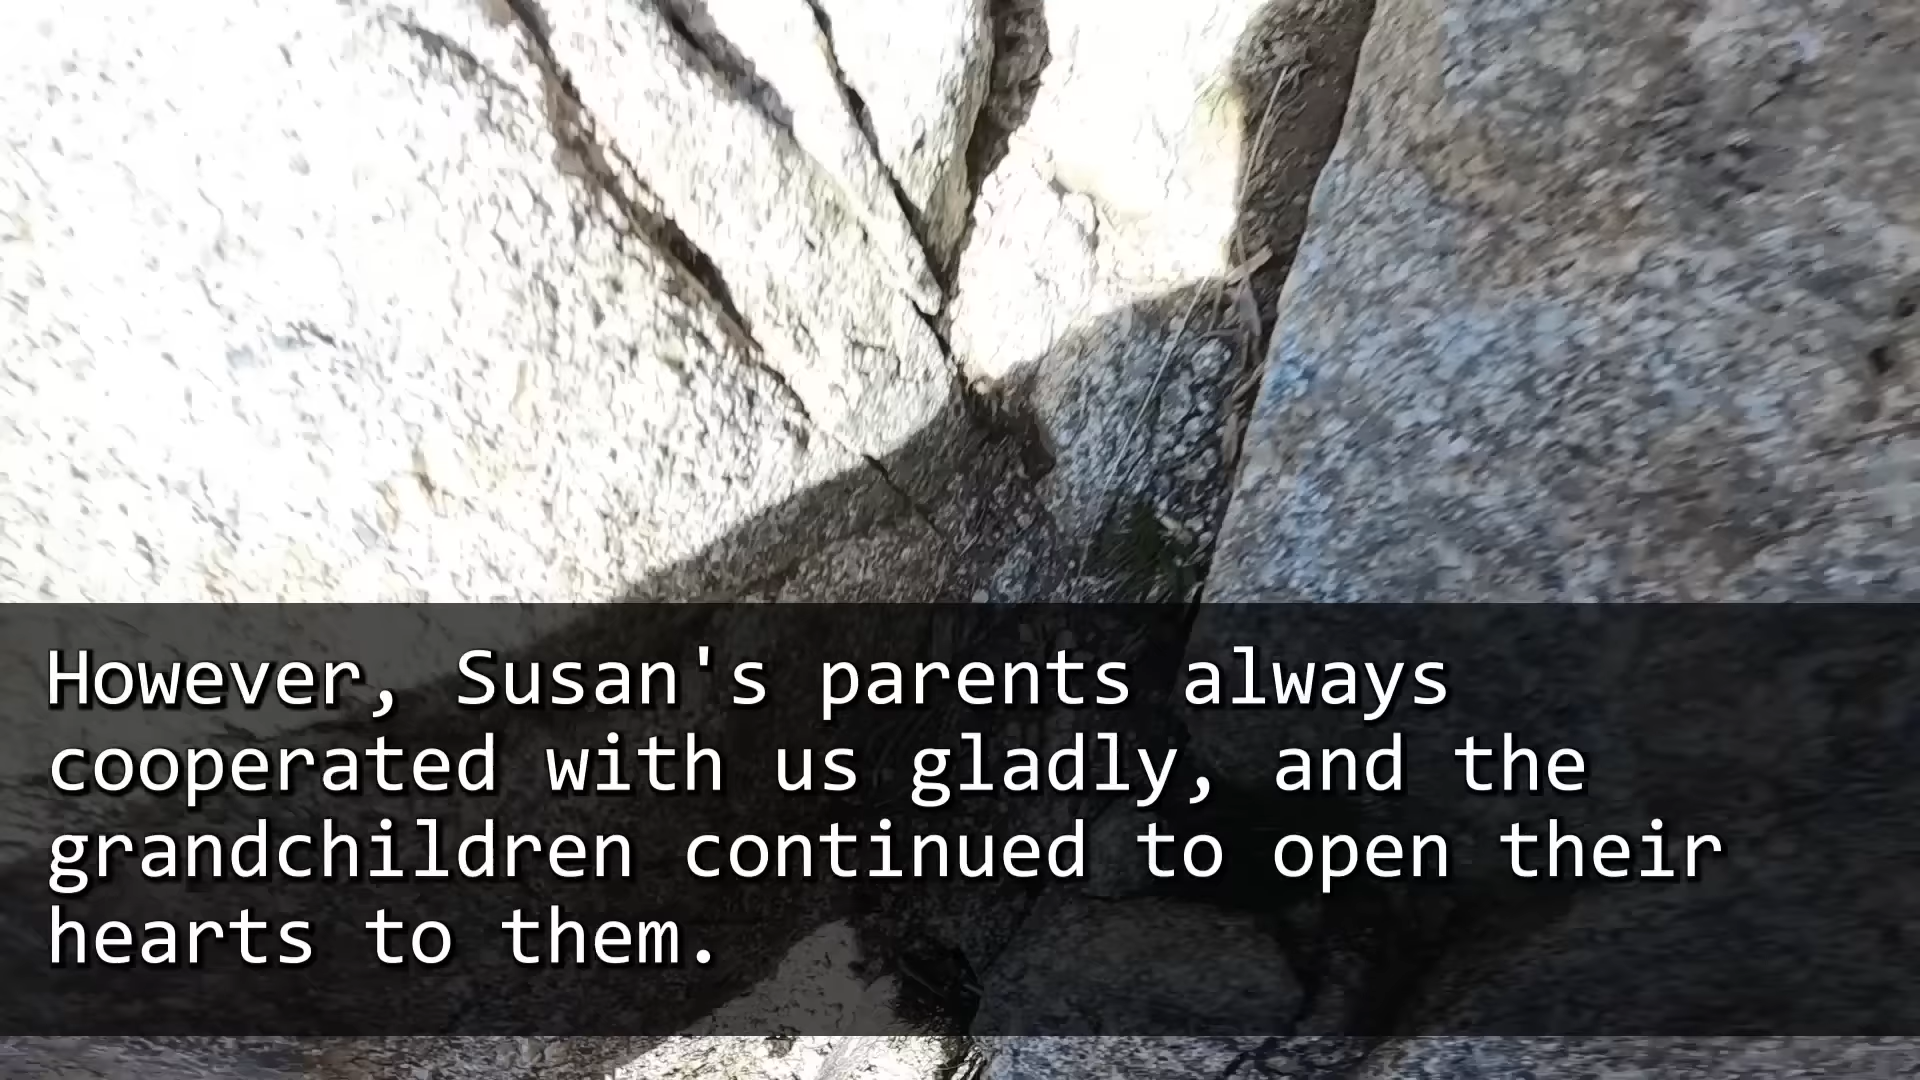 However, Susan's parents always
cooperated with us gladly, and the
grandchildren continued to open their
hearts to them.